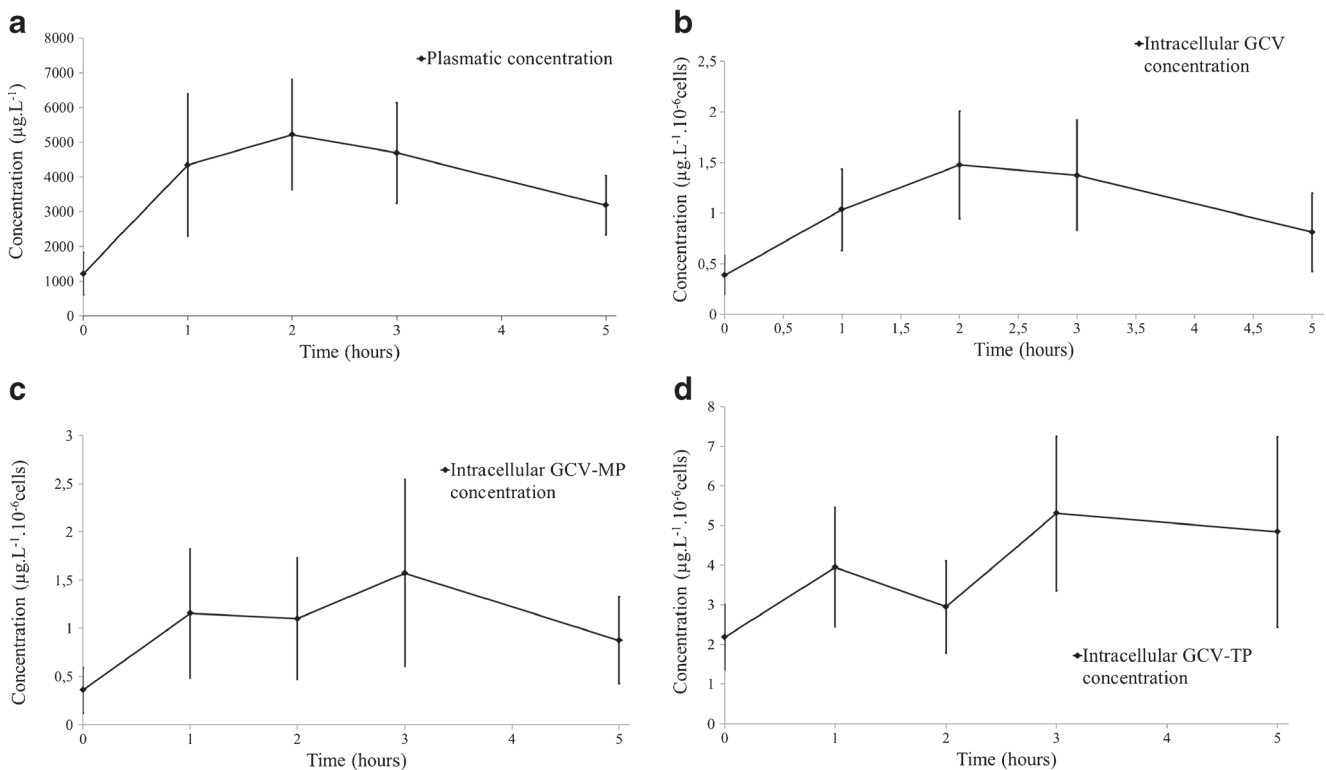 a
Plasmatic concentration
Concentration (µg.L⁻¹)
8000
7000
6000
5000
4000
3000
2000
1000
0
0 1 2 3 4 5
Time (hours)
b
Intracellular GCV
concentration
Concentration (µg.L⁻¹.10⁻⁶cells)
2,5
2
1,5
1
0,5
0
0 0,5 1 1,5 2 2,5 3 3,5 4 4,5 5
Time (hours)
c
Intracellular GCV-MP
concentration
Concentration (µg.L⁻¹.10⁻⁶cells)
3
2,5
2
1,5
1
0,5
0
0 1 2 3 4 5
Time (hours)
d
Concentration (µg.L⁻¹.10⁻⁶cells)
8
7
6
5
4
3
2
1
0
Intracellular GCV-TP
concentration
0 1 2 3 4 5
Time (hours)